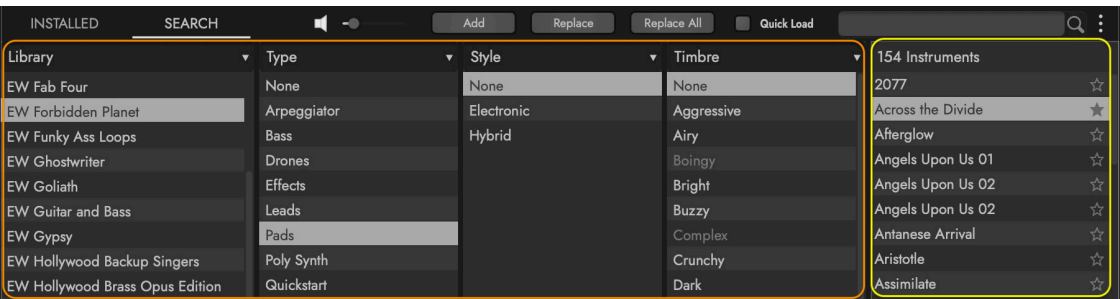 INSTALLED SEARCH Add Replace Replace All Quick Load
Library Type Style Timbre 154 Instruments
EW Fab Four None None None 2077
EW Forbidden Planet Arpeggiator Electronic Aggressive Across the Divide
EW Funky Ass Loops Bass Hybrid Airy Afterglow
EW Ghostwriter Drones Boingy Angels Upon Us 01
EW Goliath Effects Bright Angels Upon Us 02
EW Guitar and Bass Leads Buzzy Angels Upon Us 02
EW Gypsy Pads Complex Antanese Arrival
EW Hollywood Backup Singers Poly Synth Crunchy Aristotle
EW Hollywood Brass Opus Edition Quickstart Dark Assimilate